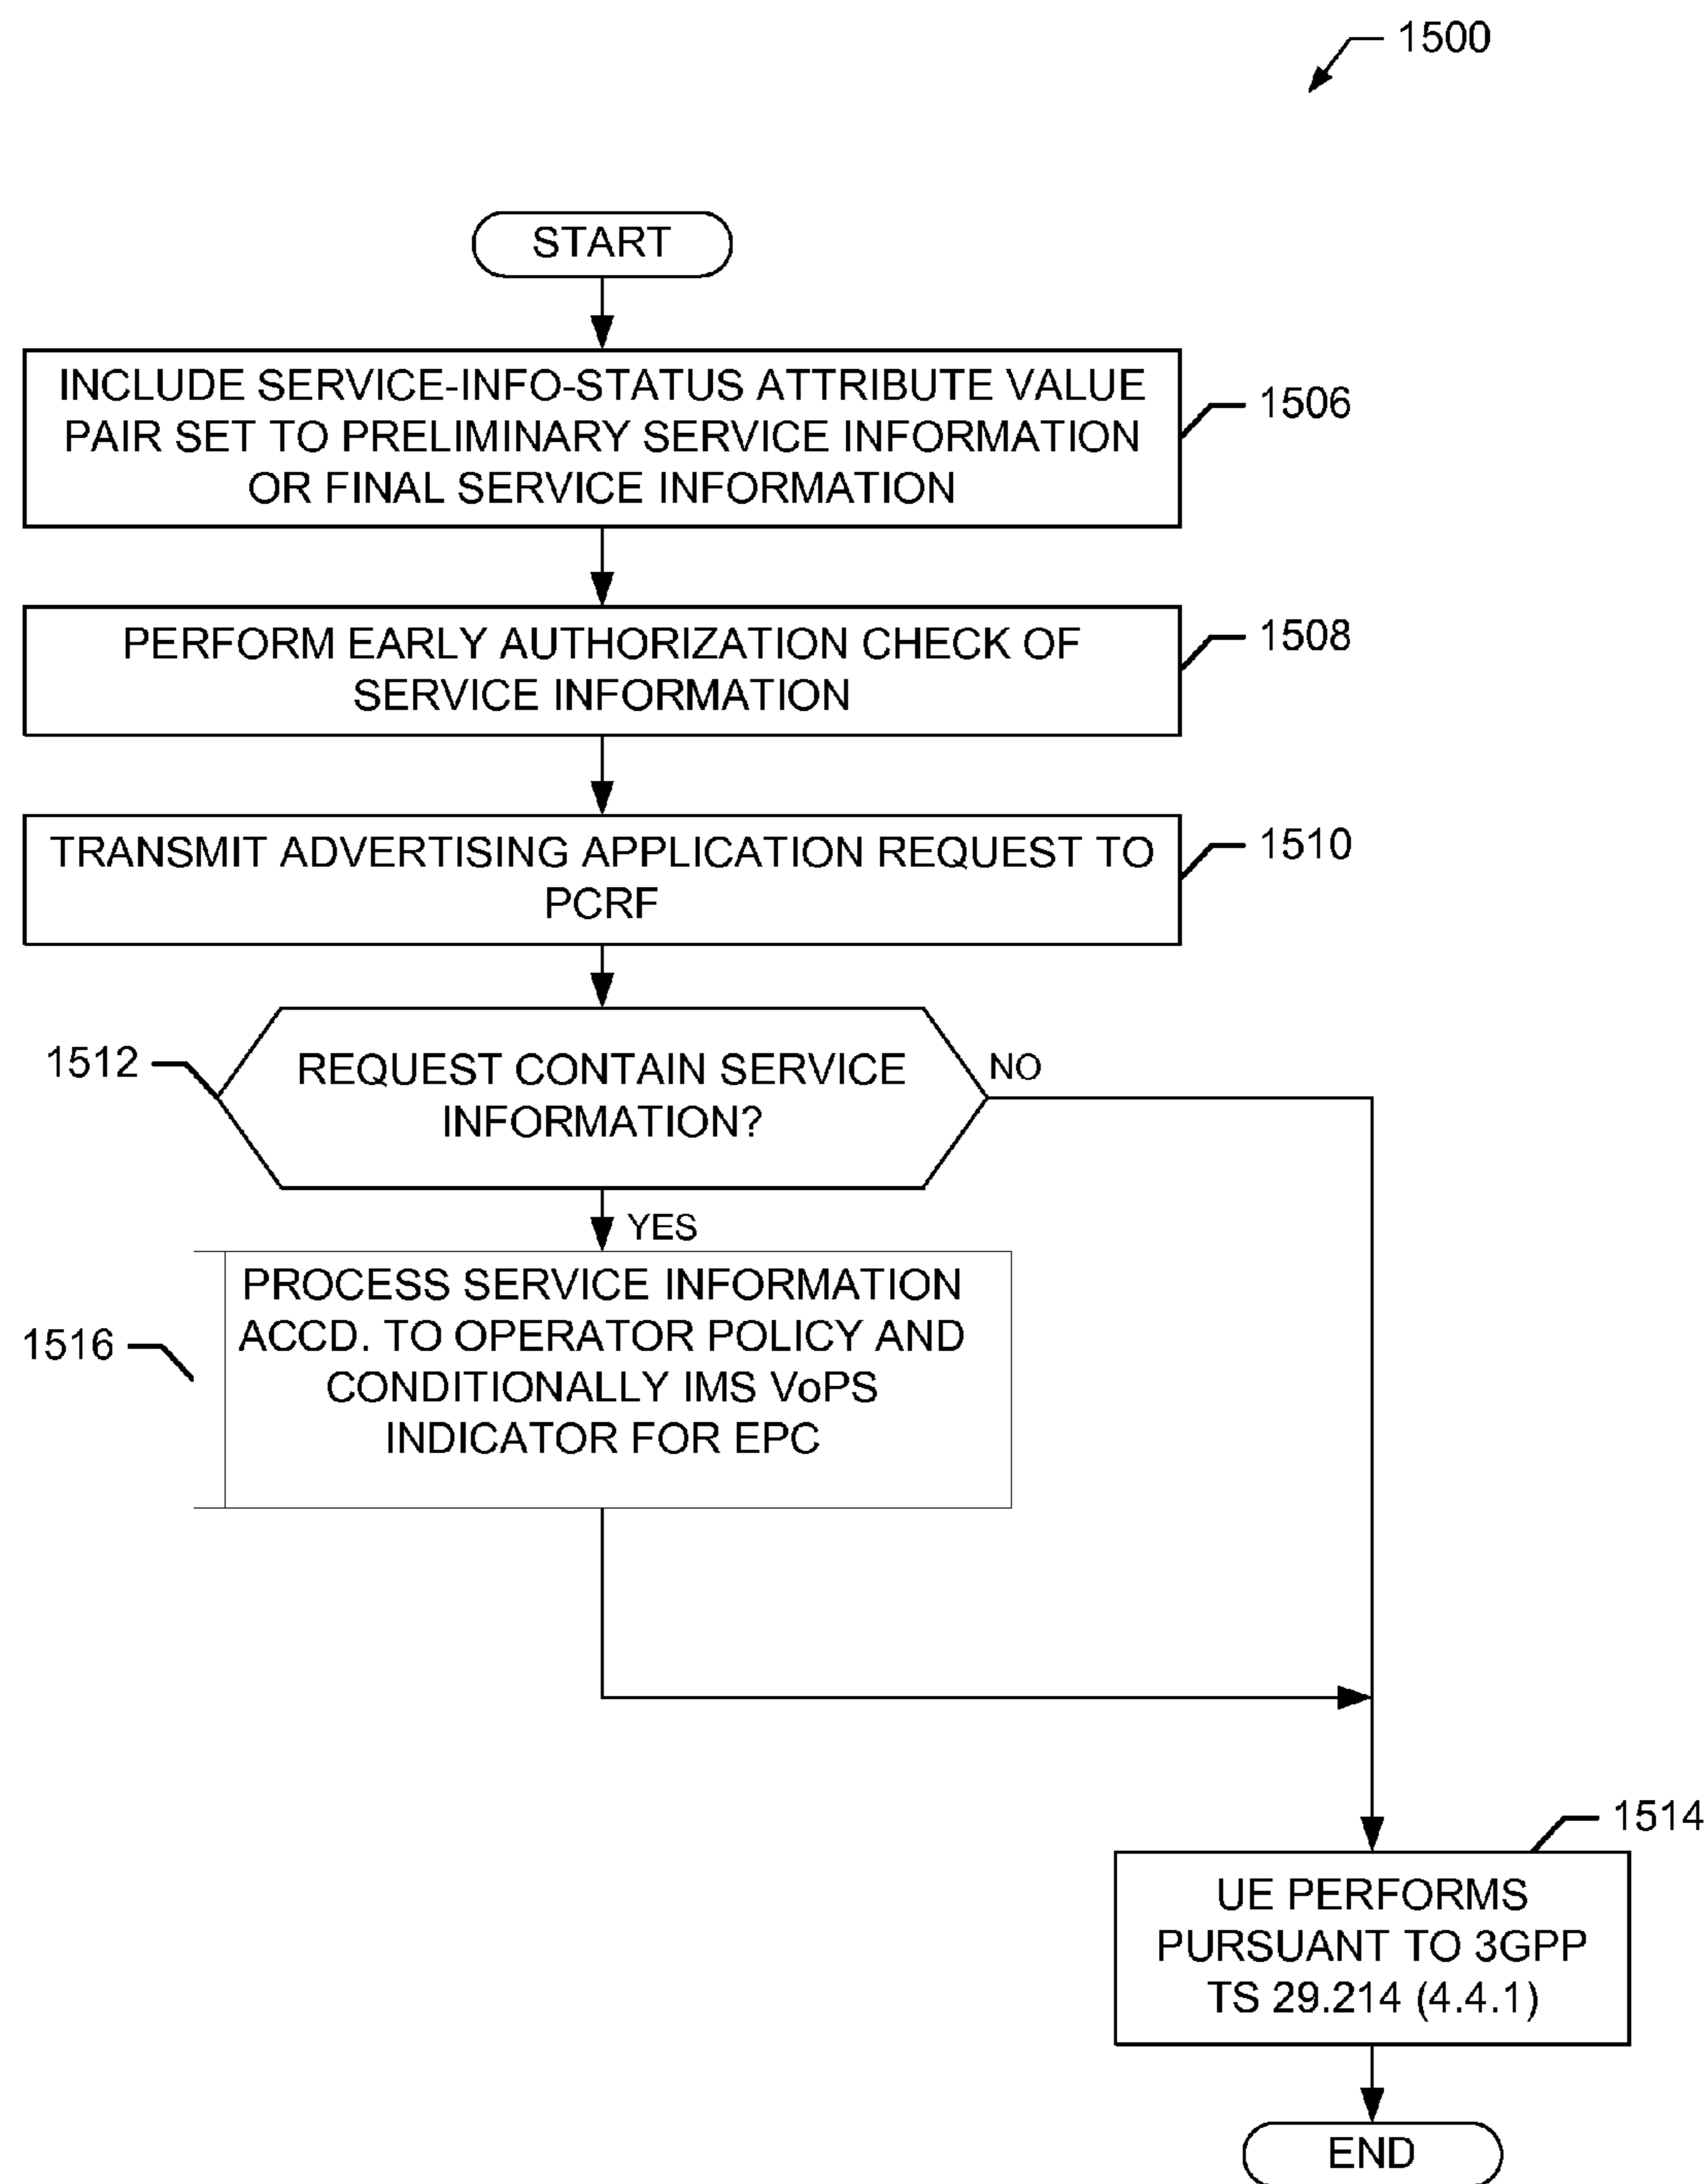 1500
START
INCLUDE SERVICE-INFO-STATUS ATTRIBUTE VALUE
PAIR SET TO PRELIMINARY SERVICE INFORMATION
OR FINAL SERVICE INFORMATION
1506
PERFORM EARLY AUTHORIZATION CHECK OF
SERVICE INFORMATION
1508
TRANSMIT ADVERTISING APPLICATION REQUEST TO
PCRF
1510
1512
REQUEST CONTAIN SERVICE
INFORMATION?
NO
YES
1516
PROCESS SERVICE INFORMATION
ACCD. TO OPERATOR POLICY AND
CONDITIONALLY IMS VoPS
INDICATOR FOR EPC
1514
UE PERFORMS
PURSUANT TO 3GPP
TS 29.214 (4.4.1)
END